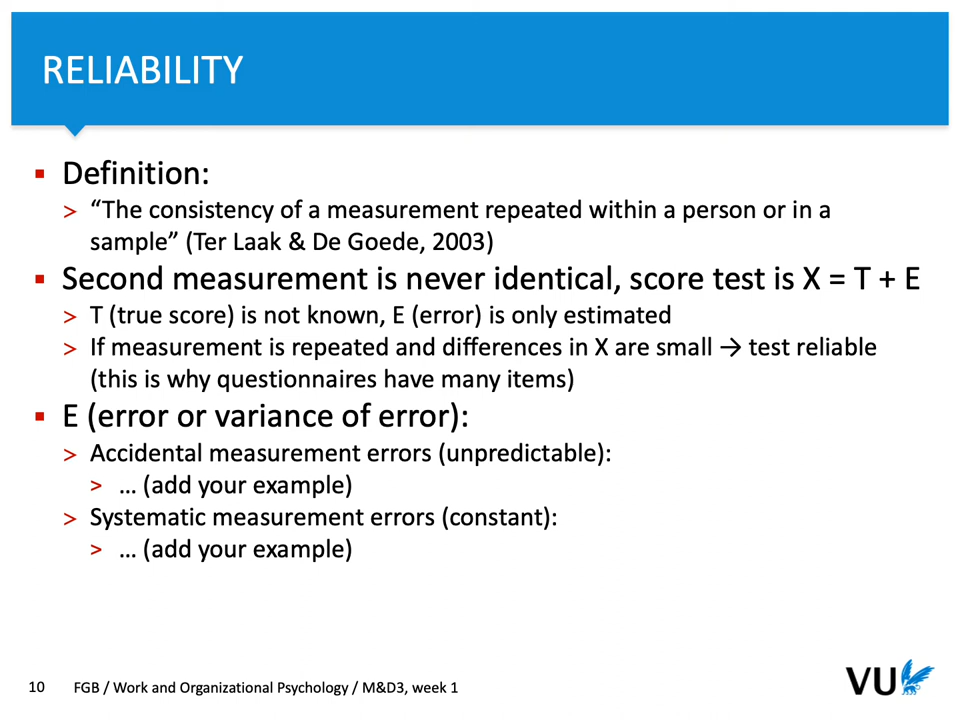 RELIABILITY
▪ Definition:
> “The consistency of a measurement repeated within a person or in a
sample” (Ter Laak & De Goede, 2003)
▪ Second measurement is never identical, score test is X = T + E
> T (true score) is not known, E (error) is only estimated
> If measurement is repeated and differences in X are small → test reliable
(this is why questionnaires have many items)
▪ E (error or variance of error):
> Accidental measurement errors (unpredictable):
> … (add your example)
> Systematic measurement errors (constant):
> … (add your example)
10 FGB / Work and Organizational Psychology / M&D3, week 1
VU